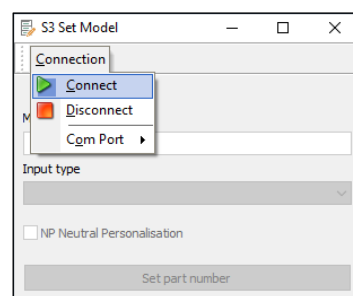 S3 Set Model
Connection
Connect
Disconnect
Com Port
M
Input type
NP Neutral Personalisation
Set part number